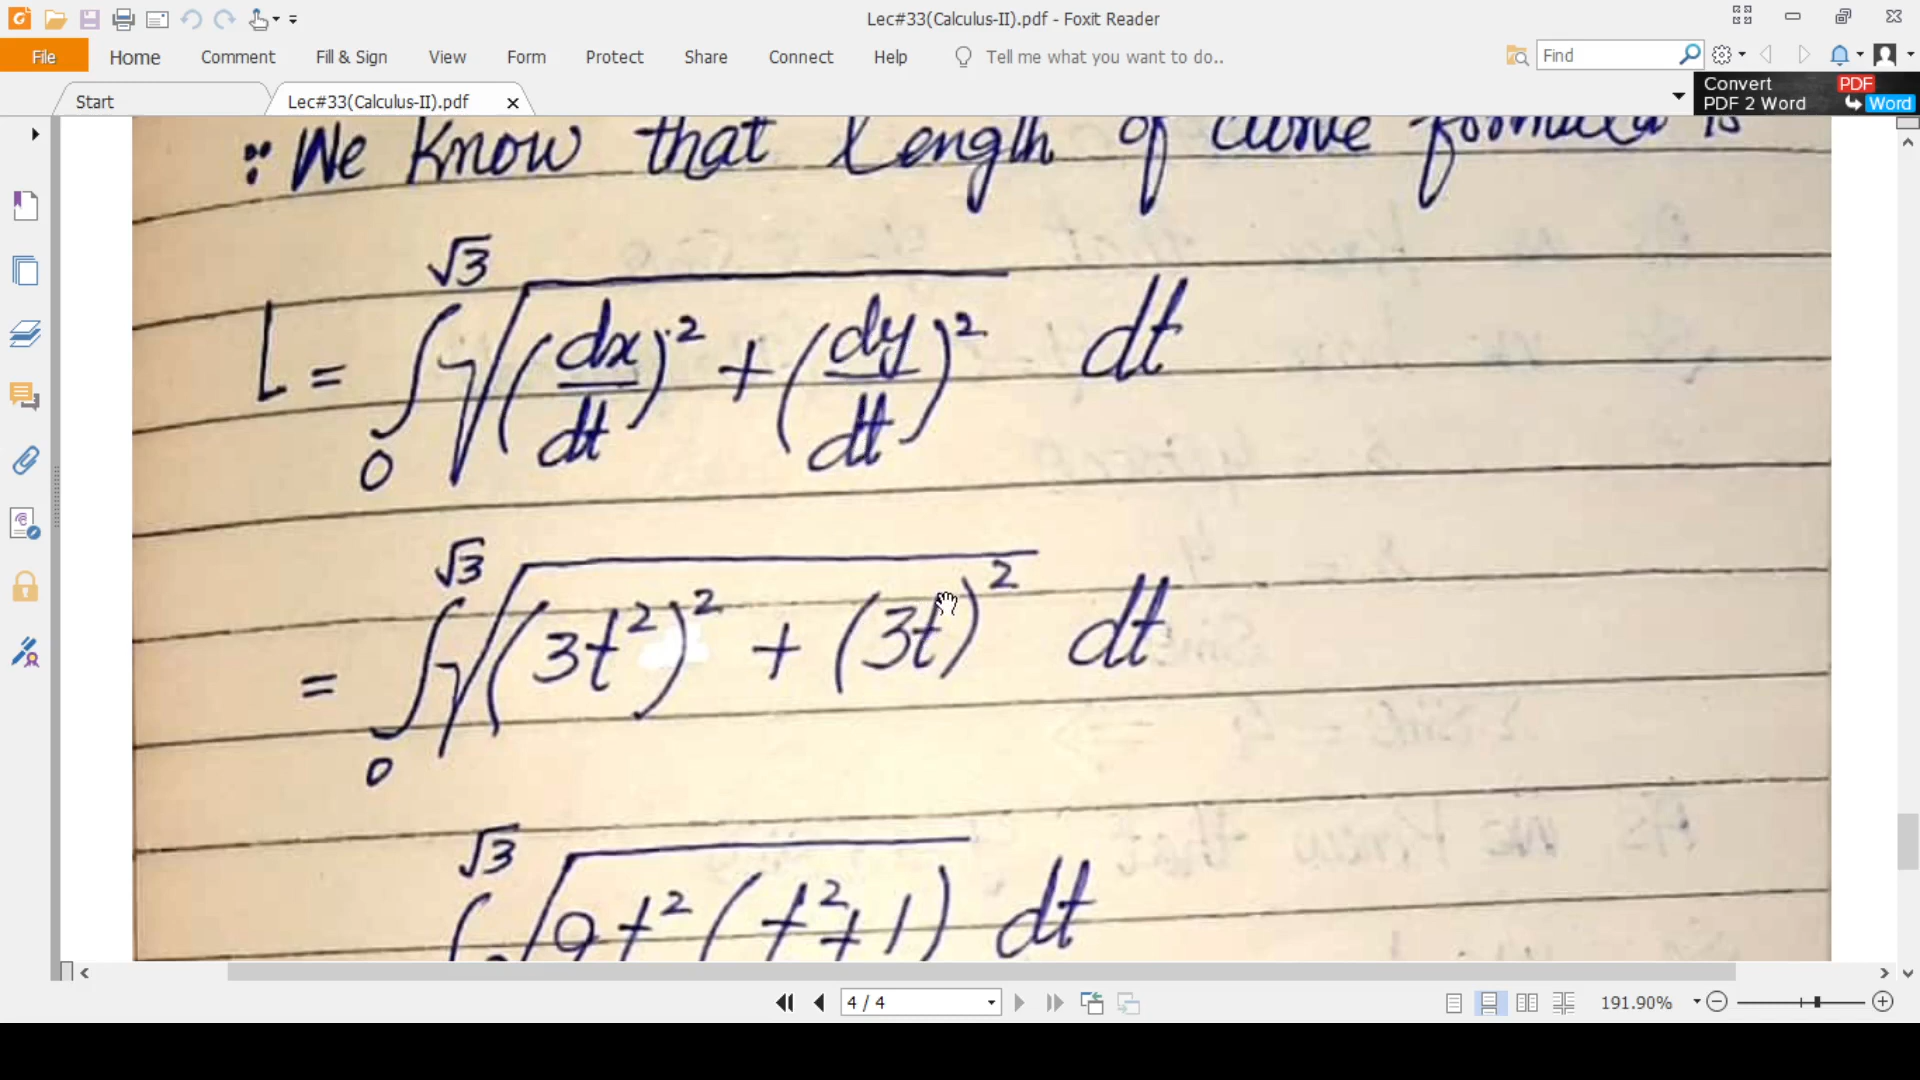 Lec#33(Calculus-II).pdf - Foxit Reader
File Home Comment Fill & Sign View Form Protect Share Connect Help Tell me what you want to do.. Find
Convert PDF
PDF 2 Word Word
Start Lec#33(Calculus-II).pdf
:: We Know that Length of curve formula is
L = ∫₀^√3 √((dx/dt)² + (dy/dt)²) dt
= ∫₀^√3 √((3t²)² + (3t)²) dt
∫^√3 √(9t²(t²+1)) dt
4 / 4 191.90%